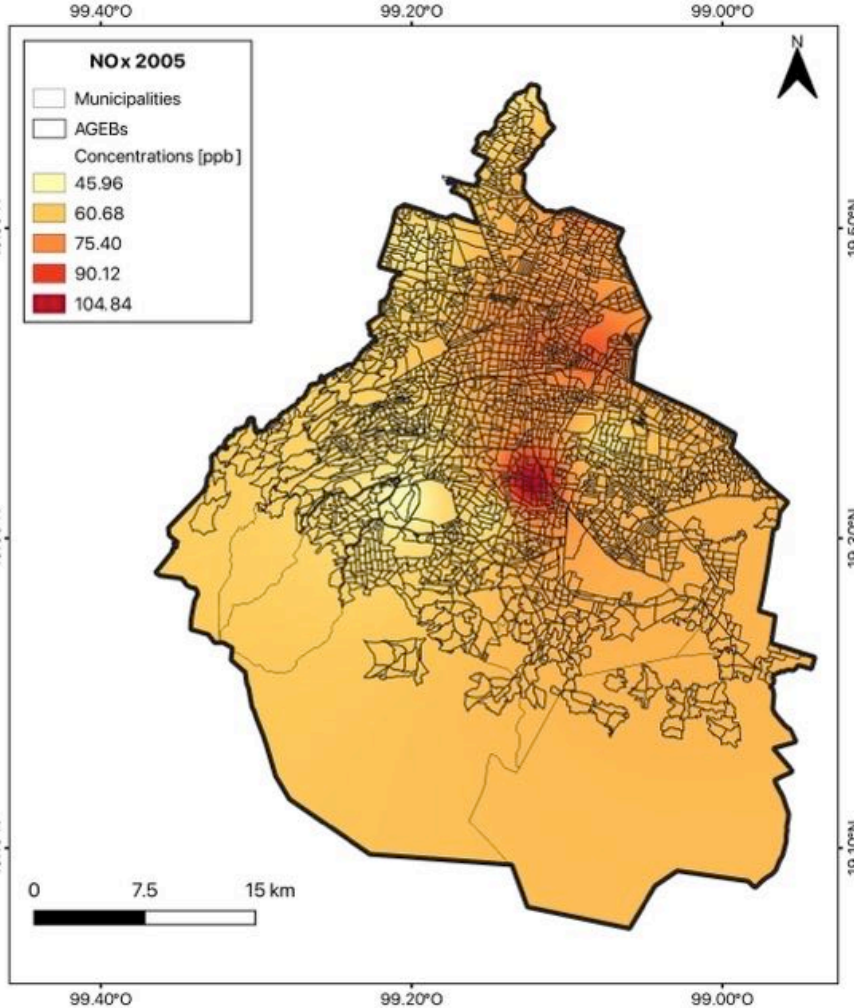 99.40°O 99.20°O 99.00°O
N
NOx 2005
Municipalities
AGEBs
Concentrations [ppb]
45.96
60.68
75.40
90.12
104.84
0 7.5 15 km
99.40°O 99.20°O 99.00°O